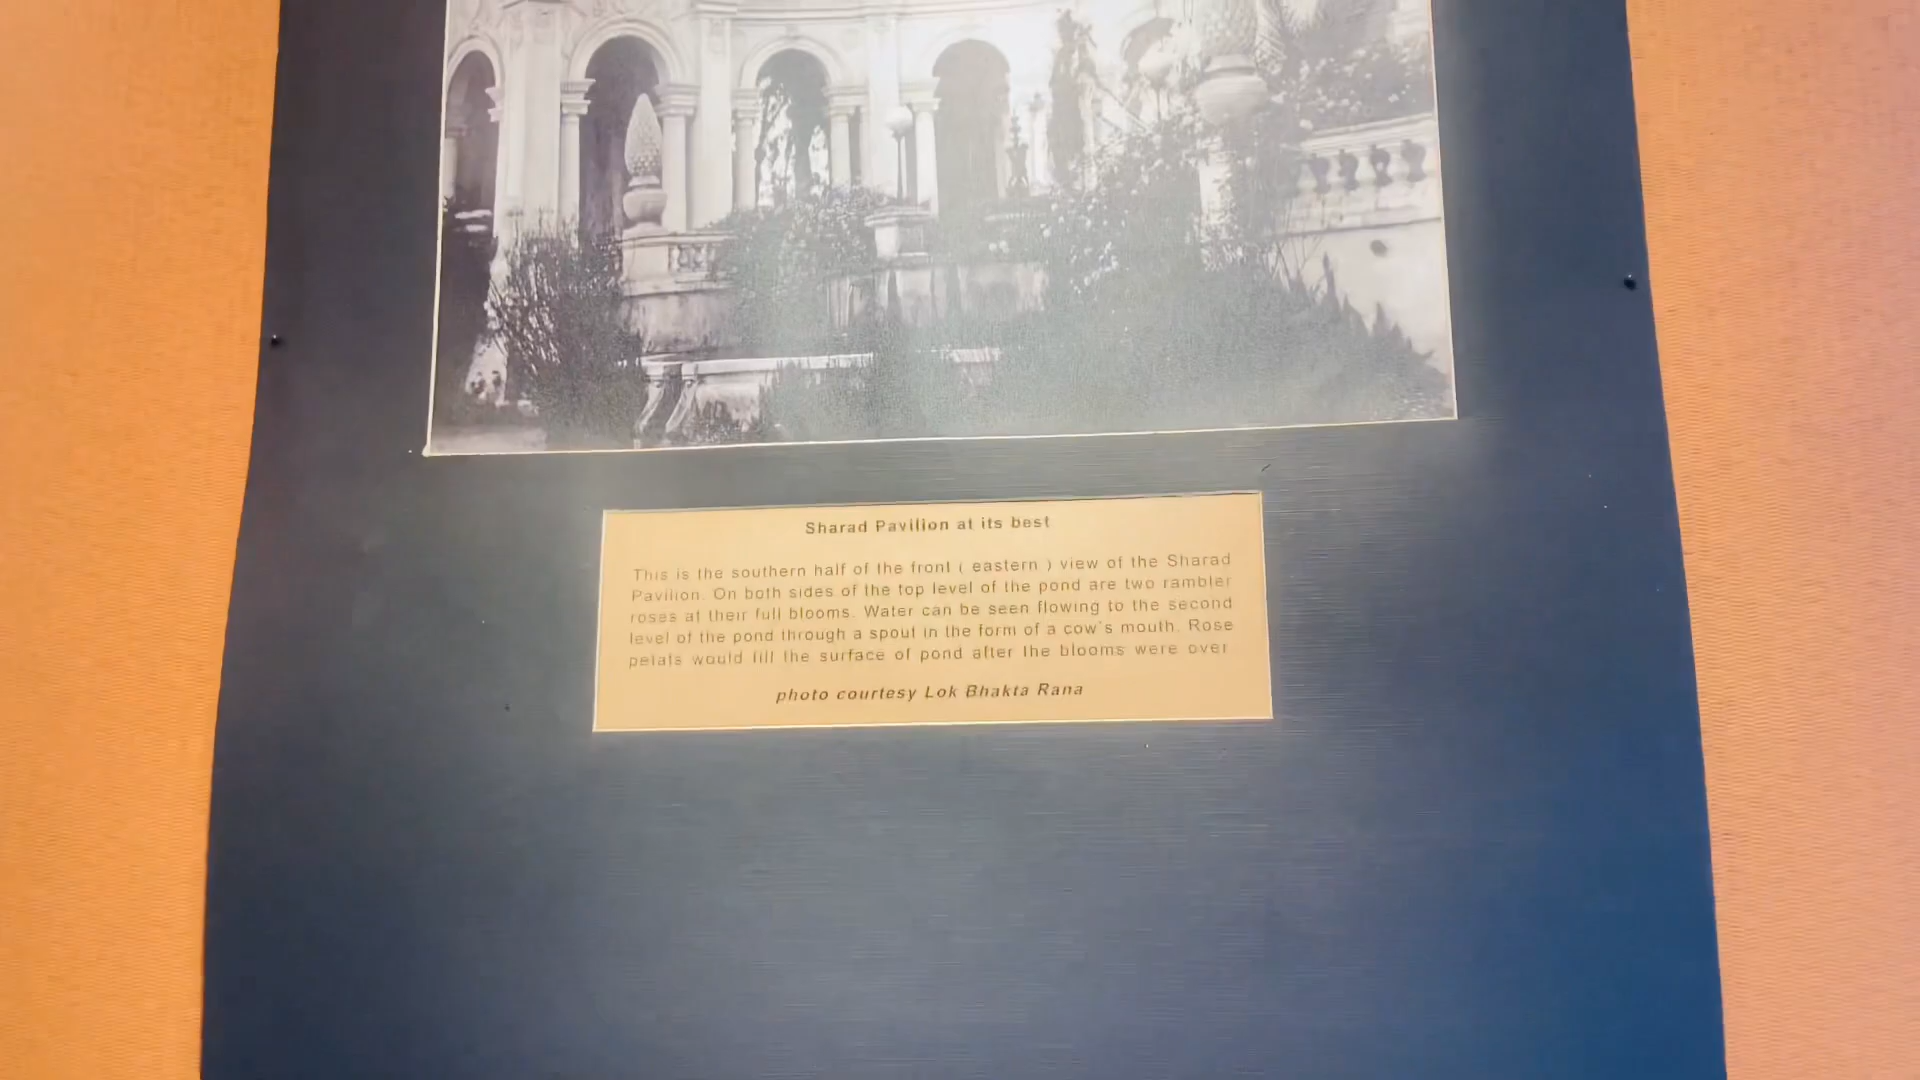 Sharad Pavilion at its best
This is the southern half of the front ( eastern ) view of the Sharad
Pavilion. On both sides of the top level of the pond are two rambler
roses at their full blooms. Water can be seen flowing to the second
level of the pond through a spout in the form of a cow's mouth. Rose
petals would fill the surface of pond after the blooms were over
photo courtesy Lok Bhakta Rana